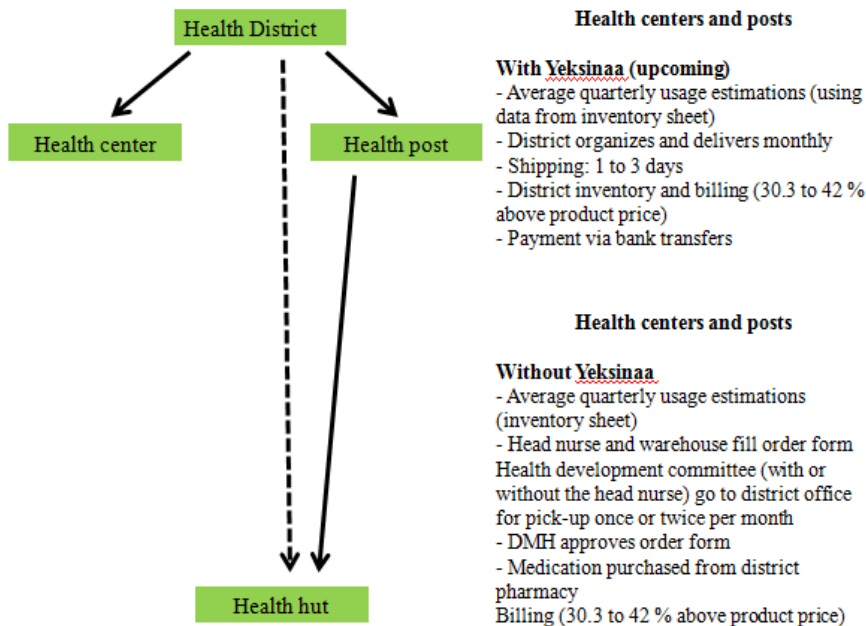 Health District
Health center
Health post
Health hut
Health centers and posts
With Yeksinaa (upcoming)
- Average quarterly usage estimations (using
data from inventory sheet)
- District organizes and delivers monthly
- Shipping: 1 to 3 days
- District inventory and billing (30.3 to 42 %
above product price)
- Payment via bank transfers
Health centers and posts
Without Yeksinaa
- Average quarterly usage estimations
(inventory sheet)
- Head nurse and warehouse fill order form
Health development committee (with or
without the head nurse) go to district office
for pick-up once or twice per month
- DMH approves order form
- Medication purchased from district
pharmacy
Billing (30.3 to 42 % above product price)